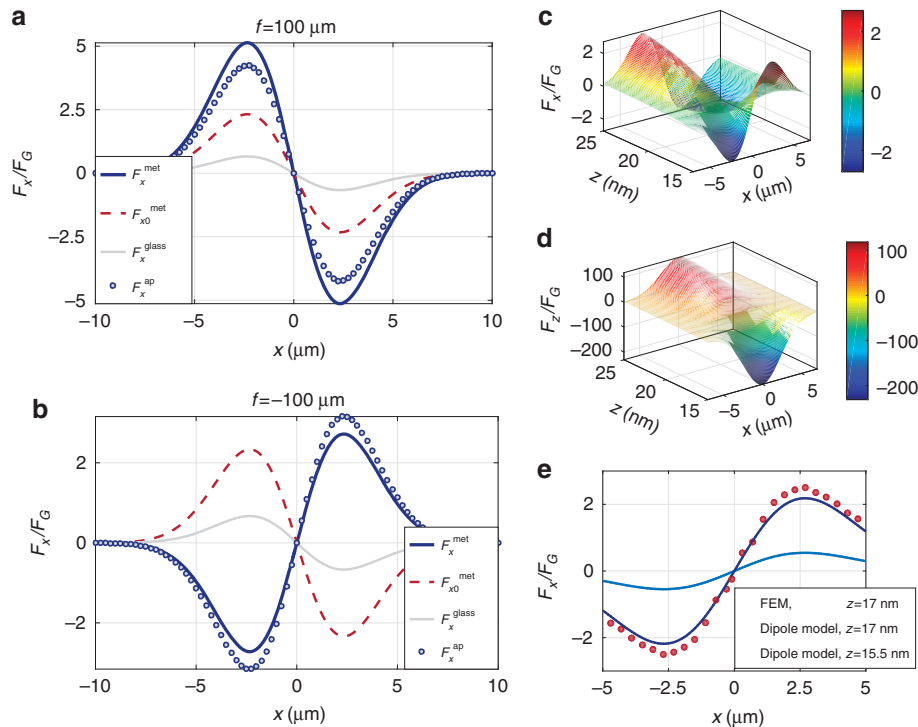 a
f=100 μm
5
2.5
0
−2.5
−5
F_x/F_G
F_x^met
F_x0^met
F_x^glass
F_x^ap
−10
−5
0
5
10
x (μm)
b
f=−100 μm
2
0
−2
F_x/F_G
F_x^met
F_x0^met
F_x^glass
F_x^ap
−10
−5
0
5
10
x (μm)
c
2
0
−2
F_x/F_G
25
20
15
z (nm)
−5
0
5
x (μm)
2
0
−2
d
100
0
−100
−200
F_z/F_G
25
20
15
z (nm)
−5
0
5
x (μm)
100
0
−100
−200
e
2
0
−2
F_x/F_G
FEM, z=17 nm
Dipole model, z=17 nm
Dipole model, z=15.5 nm
−5
−2.5
0
2.5
5
x (μm)